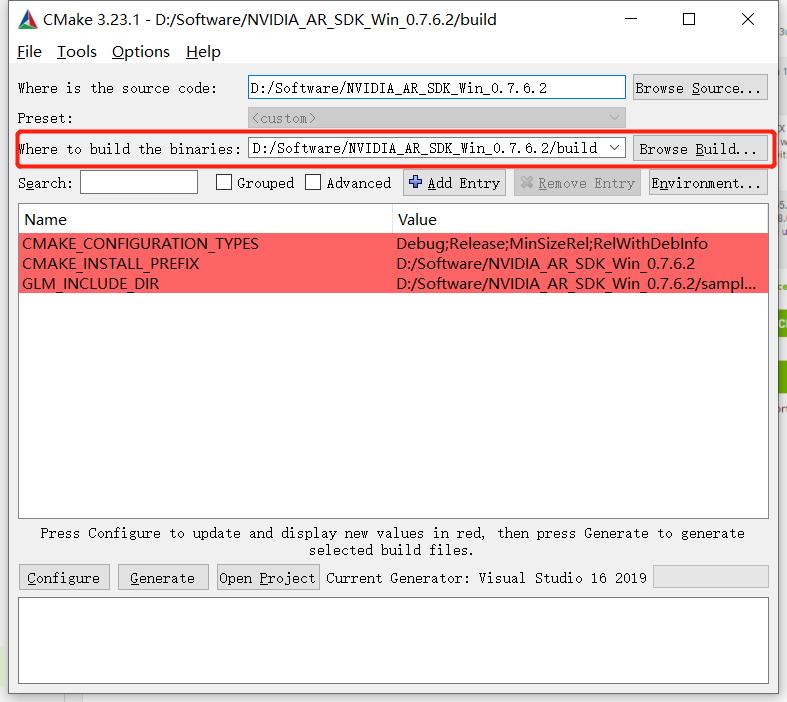 CMake 3.23.1 - D:/Software/NVIDIA_AR_SDK_Win_0.7.6.2/build
File Tools Options Help
Where is the source code: D:/Software/NVIDIA_AR_SDK_Win_0.7.6.2 Browse Source...
Preset: <custom>
Where to build the binaries: D:/Software/NVIDIA_AR_SDK_Win_0.7.6.2/build Browse Build...
Search: Grouped Advanced Add Entry Remove Entry Environment...
Name Value
CMAKE_CONFIGURATION_TYPES Debug;Release;MinSizeRel;RelWithDebInfo
CMAKE_INSTALL_PREFIX D:/Software/NVIDIA_AR_SDK_Win_0.7.6.2
GLM_INCLUDE_DIR D:/Software/NVIDIA_AR_SDK_Win_0.7.6.2/sampl...
Press Configure to update and display new values in red, then press Generate to generate
selected build files.
Configure Generate Open Project Current Generator: Visual Studio 16 2019